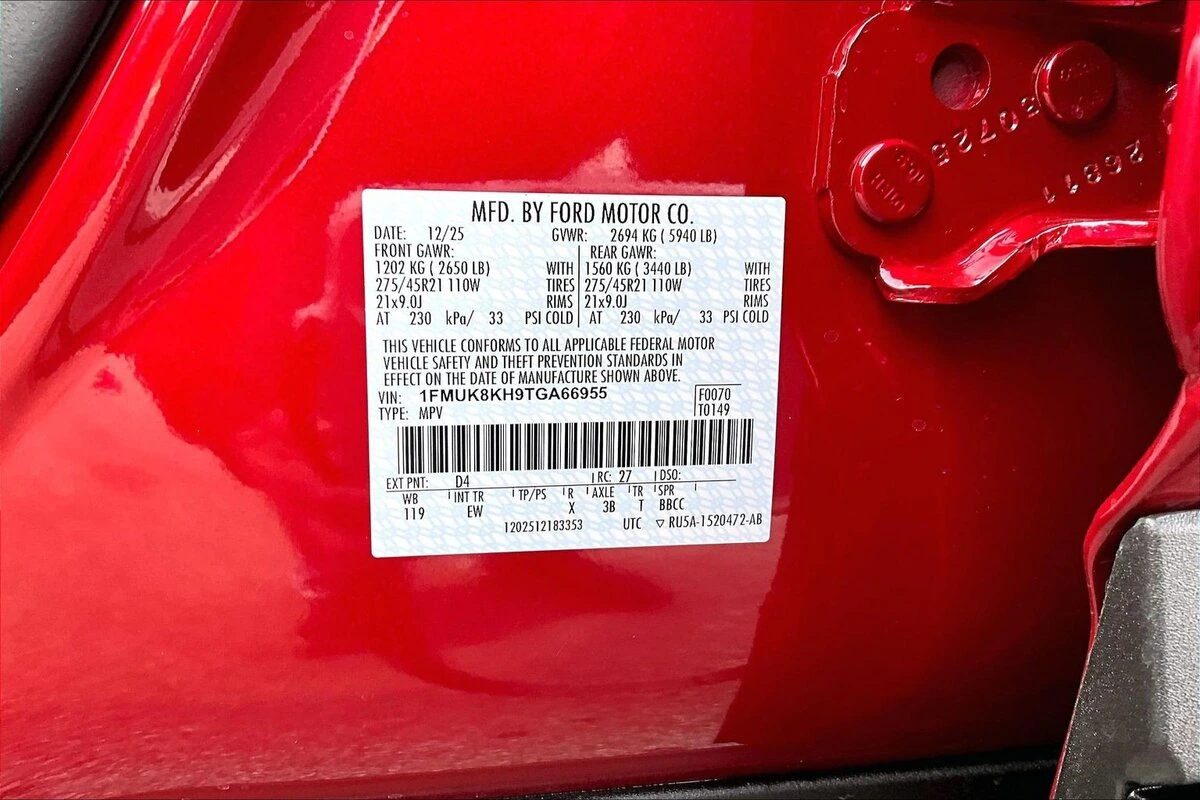 MFD. BY FORD MOTOR CO.
DATE: 12/25 GVWR: 2694 KG ( 5940 LB)
FRONT GAWR: REAR GAWR:
1202 KG ( 2650 LB) WITH 1560 KG ( 3440 LB) WITH
275/45R21 110W TIRES 275/45R21 110W TIRES
21x9.0J RIMS 21x9.0J RIMS
AT 230 kPa/ 33 PSI COLD AT 230 kPa/ 33 PSI COLD
THIS VEHICLE CONFORMS TO ALL APPLICABLE FEDERAL MOTOR
VEHICLE SAFETY AND THEFT PREVENTION STANDARDS IN
EFFECT ON THE DATE OF MANUFACTURE SHOWN ABOVE.
VIN: 1FMUK8KH9TGA66955 F0070
TYPE: MPV T0149
EXT PNT: D4 RC: 27 DSO:
WB INT TR TP/PS R AXLE TR SPR
119 EW X 3B T BBCC
1202512183353 UTC ▽ RU5A-1520472-AB
26811